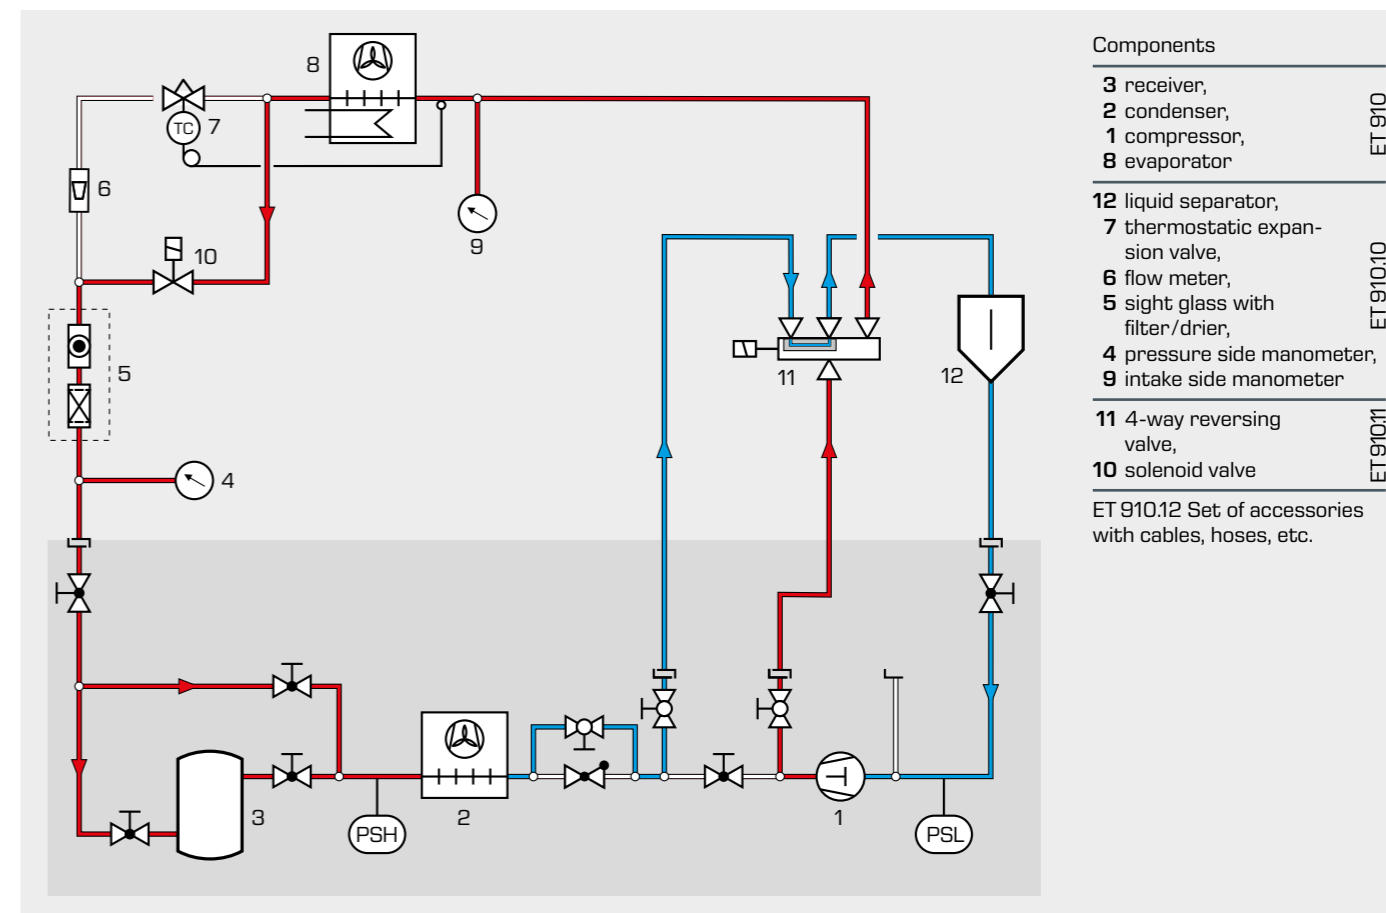 8
TC
7
6
10
9
5
4
11
12
3
2
1
PSH
PSL
Components
3 receiver,
2 condenser,
1 compressor,
8 evaporator
ET 910
12 liquid separator,
7 thermostatic expan-
sion valve,
6 flow meter,
5 sight glass with
filter/drier,
4 pressure side manometer,
9 intake side manometer
ET 910.10
11 4-way reversing
valve,
10 solenoid valve
ET 910.11
ET 910.12 Set of accessories
with cables, hoses, etc.